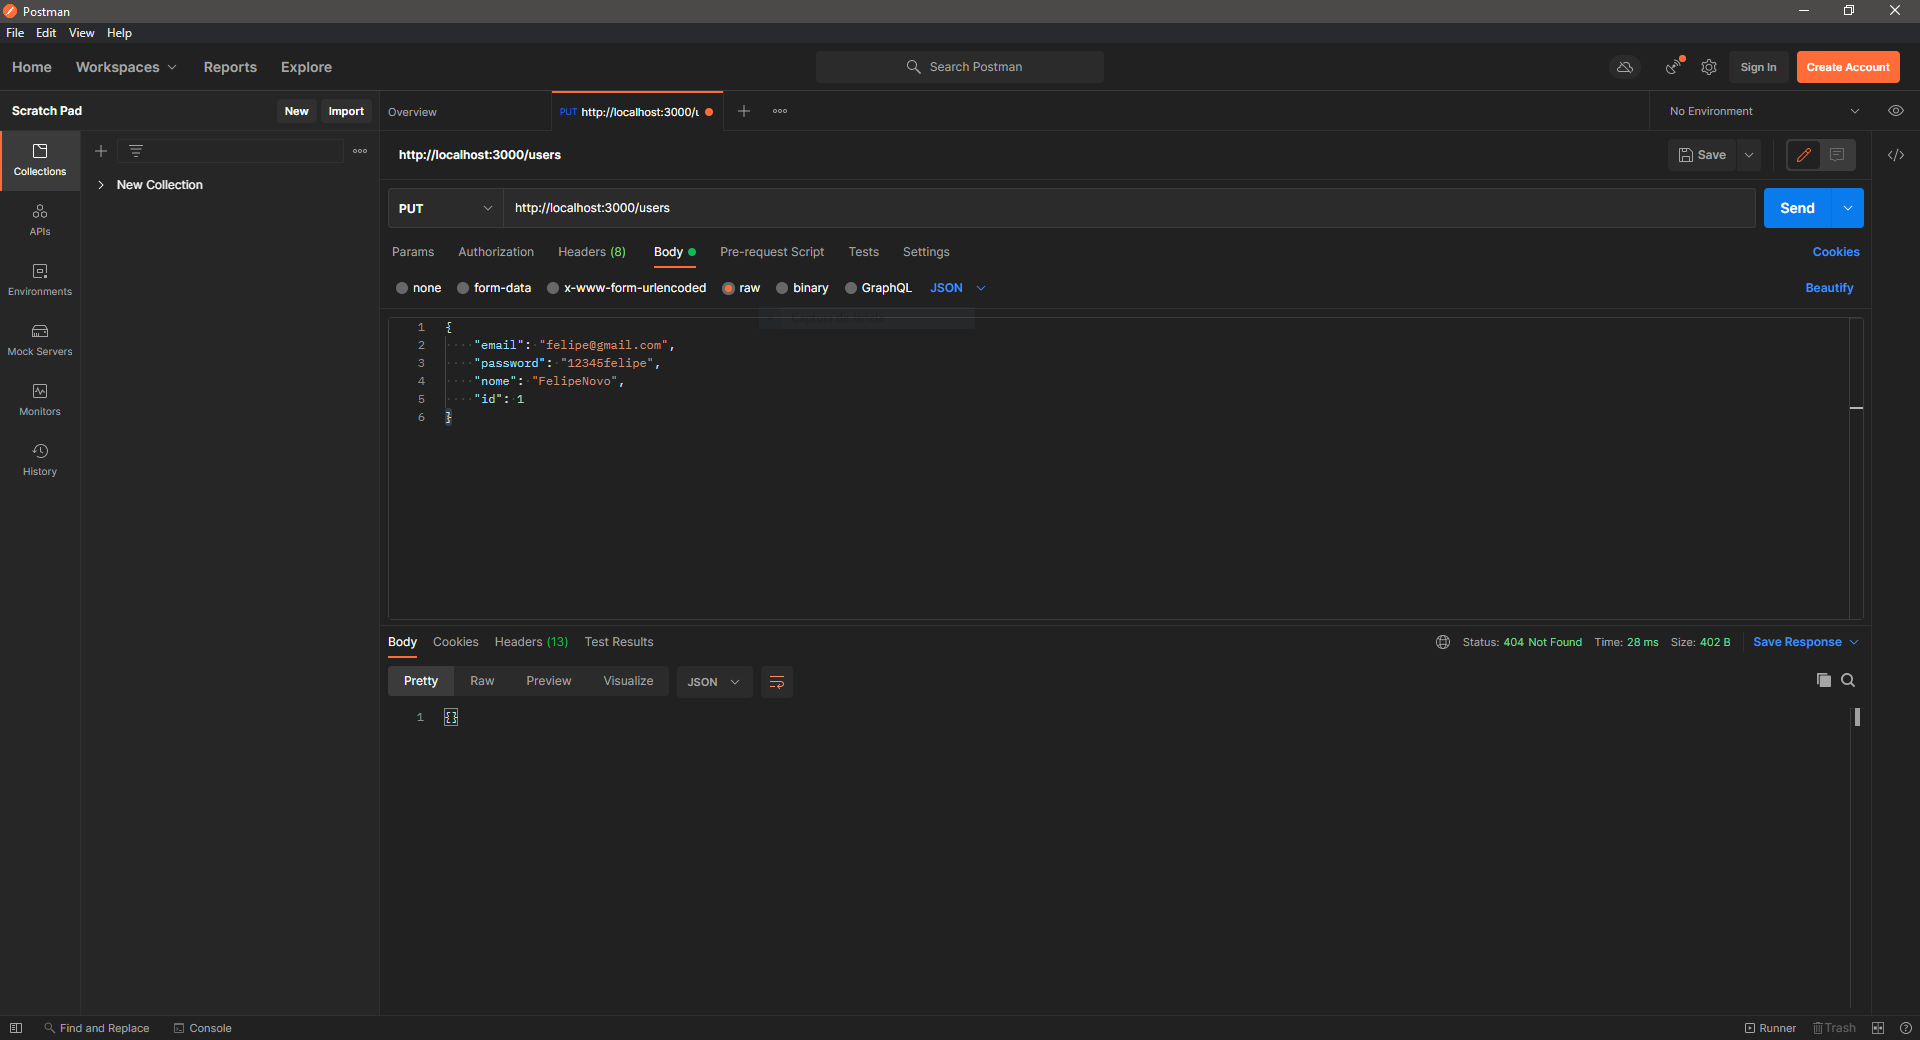 Postman
File Edit View Help
Home Workspaces Reports Explore Search Postman Sign In Create Account
Scratch Pad New Import Overview PUT http://localhost:3000/u No Environment
http://localhost:3000/users Save
Collections
New Collection
PUT http://localhost:3000/users Send
APIs
Params Authorization Headers (8) Body Pre-request Script Tests Settings Cookies
Environments
none form-data x-www-form-urlencoded raw binary GraphQL JSON Beautify
Mock Servers
1 {
2 "email": "felipe@gmail.com",
3 "password": "12345felipe",
4 "nome": "FelipeNovo",
5 "id": 1
6 }
Monitors
History
Body Cookies Headers (13) Test Results Status: 404 Not Found Time: 28 ms Size: 402 B Save Response
Pretty Raw Preview Visualize JSON
1 {}
Find and Replace Console Runner Trash